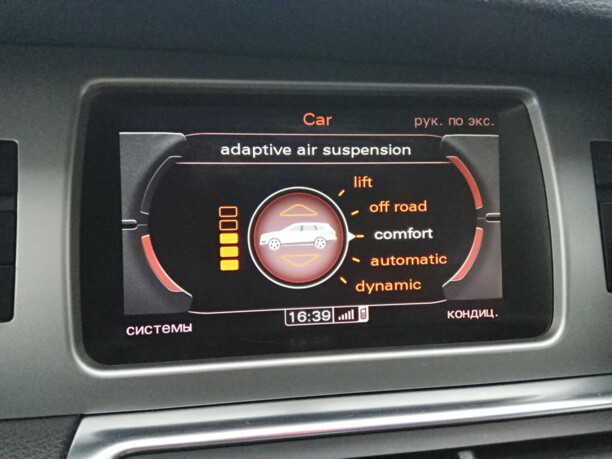 Car
рук. по экс.
adaptive air suspension
lift
off road
comfort
automatic
dynamic
16:39
системы
кондиц.